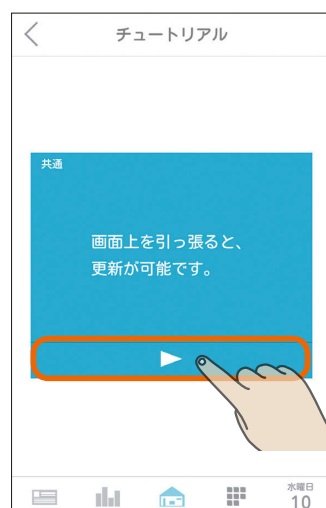 チュートリアル
共通
画面上を引っ張ると、
更新が可能です。
水曜日
10